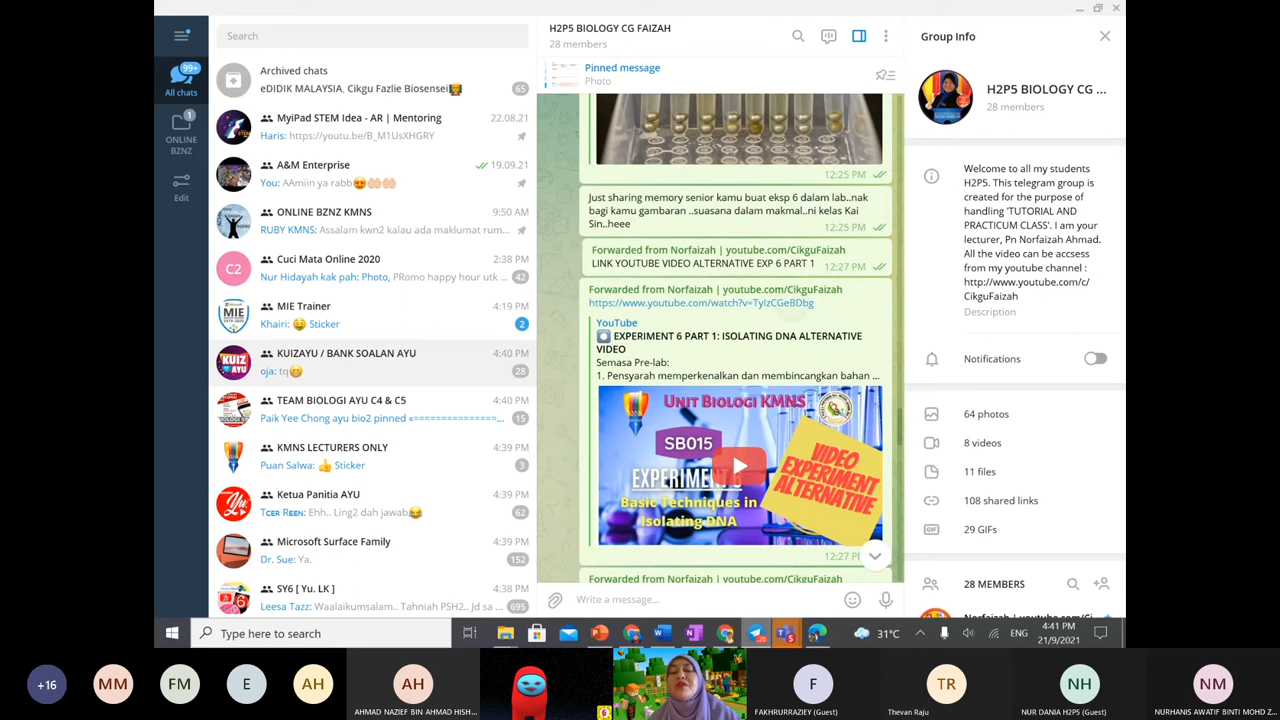 Search
H2P5 BIOLOGY CG FAIZAH
28 members
Group Info
99+
All chats
1
ONLINE
BZNZ
Edit
Archived chats
eDIDIK MALAYSIA, Cikgu Fazlie Biosensei
65
MyiPad STEM Idea - AR | Mentoring
22.08.21
Haris: https://youtu.be/B_M1UsXHGRY
A&M Enterprise
19.09.21
You: AAmiin ya rabb
ONLINE BZNZ KMNS
9:50 AM
RUBY KMNS: Assalam kwn2 kalau ada maklumat rum...
C2
Cuci Mata Online 2020
2:38 PM
Nur Hidayah kak pah: Photo, PRomo happy hour utk ...
42
MIE
MIE Trainer
4:19 PM
Khairi: Sticker
2
KUIZ
AYU
KUIZAYU / BANK SOALAN AYU
4:40 PM
oja: tq
28
TEAM BIOLOGI AYU C4 & C5
4:40 PM
Paik Yee Chong ayu bio2 pinned «===============...
15
KMNS LECTURERS ONLY
4:39 PM
Puan Salwa: Sticker
3
Ketua Panitia AYU
4:39 PM
Tcer Reen: Ehh.. Ling2 dah jawab
62
Microsoft Surface Family
4:39 PM
Dr. Sue: Ya.
152
SY6 [ Yu. LK ]
4:38 PM
Leesa Tazz: Waalaikumsalam.. Tahniah PSH2.. Jd sa ...
695
Pinned message
Photo
12:25 PM
Just sharing memory senior kamu buat eksp 6 dalam lab..nak
bagi kamu gambaran ..suasana dalam makmal..ni kelas Kai
Sin..heee
12:25 PM
Forwarded from Norfaizah | youtube.com/CikguFaizah
LINK YOUTUBE VIDEO ALTERNATIVE EXP 6 PART 1
12:27 PM
Forwarded from Norfaizah | youtube.com/CikguFaizah
https://www.youtube.com/watch?v=TylzCGeBDbg
YouTube
EXPERIMENT 6 PART 1: ISOLATING DNA ALTERNATIVE
VIDEO
Semasa Pre-lab:
1. Pensyarah memperkenalkan dan membincangkan bahan ...
Unit Biologi KMNS
SB015
EXPERIMENT
Basic Techniques in
Isolating DNA
VIDEO
EXPERIMENT
ALTERNATIVE
12:27
Forwarded from Norfaizah | youtube.com/CikguFaizah
Write a message...
H2P5 BIOLOGY CG ...
28 members
Welcome to all my students
H2P5. This telegram group is
created for the purpose of
handling 'TUTORIAL AND
PRACTICUM CLASS'. I am your
lecturer, Pn Norfaizah Ahmad.
All the video can be accsess
from my youtube channel :
http://www.youtube.com/c/
CikguFaizah
Description
Notifications
64 photos
8 videos
11 files
108 shared links
GIF
29 GIFs
28 MEMBERS
Norfaizah | youtube.com/Ci...
Type here to search
31°C
ENG
4:41 PM
21/9/2021
+16
MM
FM
E
AH
AH
AHMAD NAZIEF BIN AHMAD HISH...
F
FAKHRURRAZIEY (Guest)
TR
Thevan Raju
NH
NUR DANIA H2P5 (Guest)
NM
NURHANIS AWATIF BINTI MOHD Z...